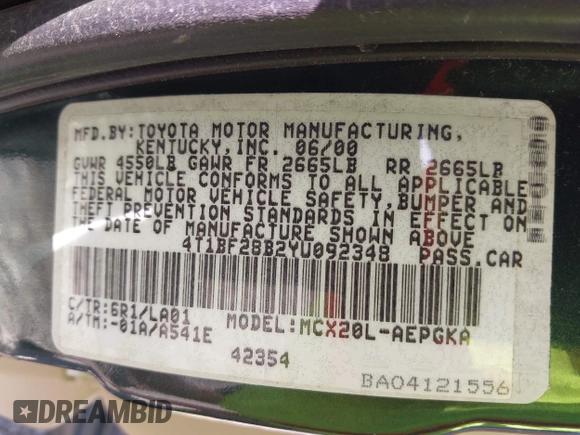 MFD.BY:TOYOTA MOTOR MANUFACTURING,
KENTUCKY,INC. 06/00
GVWR 4550LB GAWR FR 2665LB RR 2665LB
THIS VEHICLE CONFORMS TO ALL APPLICABLE
FEDERAL MOTOR VEHICLE SAFETY,BUMPER AND
THEFT PREVENTION STANDARDS IN EFFECT ON
THE DATE OF MANUFACTURE SHOWN ABOVE
4T1BF28B2YU092348 PASS.CAR
C/TR:6R1/LA01
A/TM:-01A/A541E MODEL:MCX20L-AEPGKA
42354
BA04121556
DREAMBID